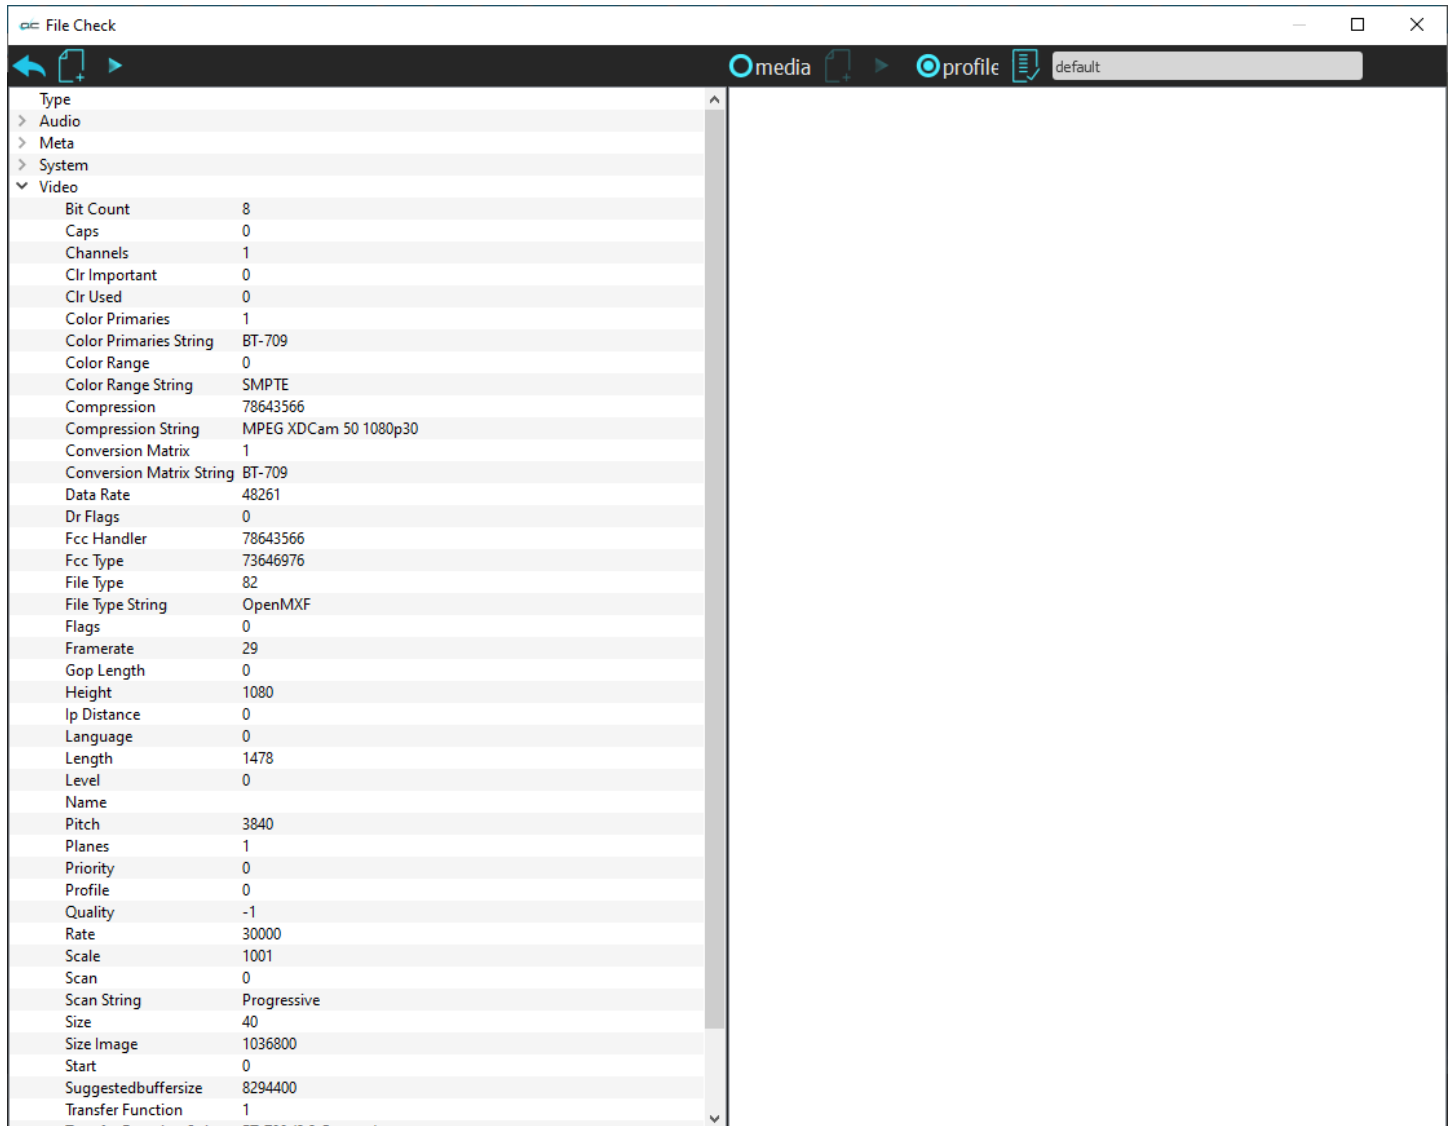 File Check
media profile default
Type
Audio
Meta
System
Video
Bit Count 8
Caps 0
Channels 1
Clr Important 0
Clr Used 0
Color Primaries 1
Color Primaries String BT-709
Color Range 0
Color Range String SMPTE
Compression 78643566
Compression String MPEG XDCam 50 1080p30
Conversion Matrix 1
Conversion Matrix String BT-709
Data Rate 48261
Dr Flags 0
Fcc Handler 78643566
Fcc Type 73646976
File Type 82
File Type String OpenMXF
Flags 0
Framerate 29
Gop Length 0
Height 1080
Ip Distance 0
Language 0
Length 1478
Level 0
Name
Pitch 3840
Planes 1
Priority 0
Profile 0
Quality -1
Rate 30000
Scale 1001
Scan 0
Scan String Progressive
Size 40
Size Image 1036800
Start 0
Suggestedbuffersize 8294400
Transfer Function 1